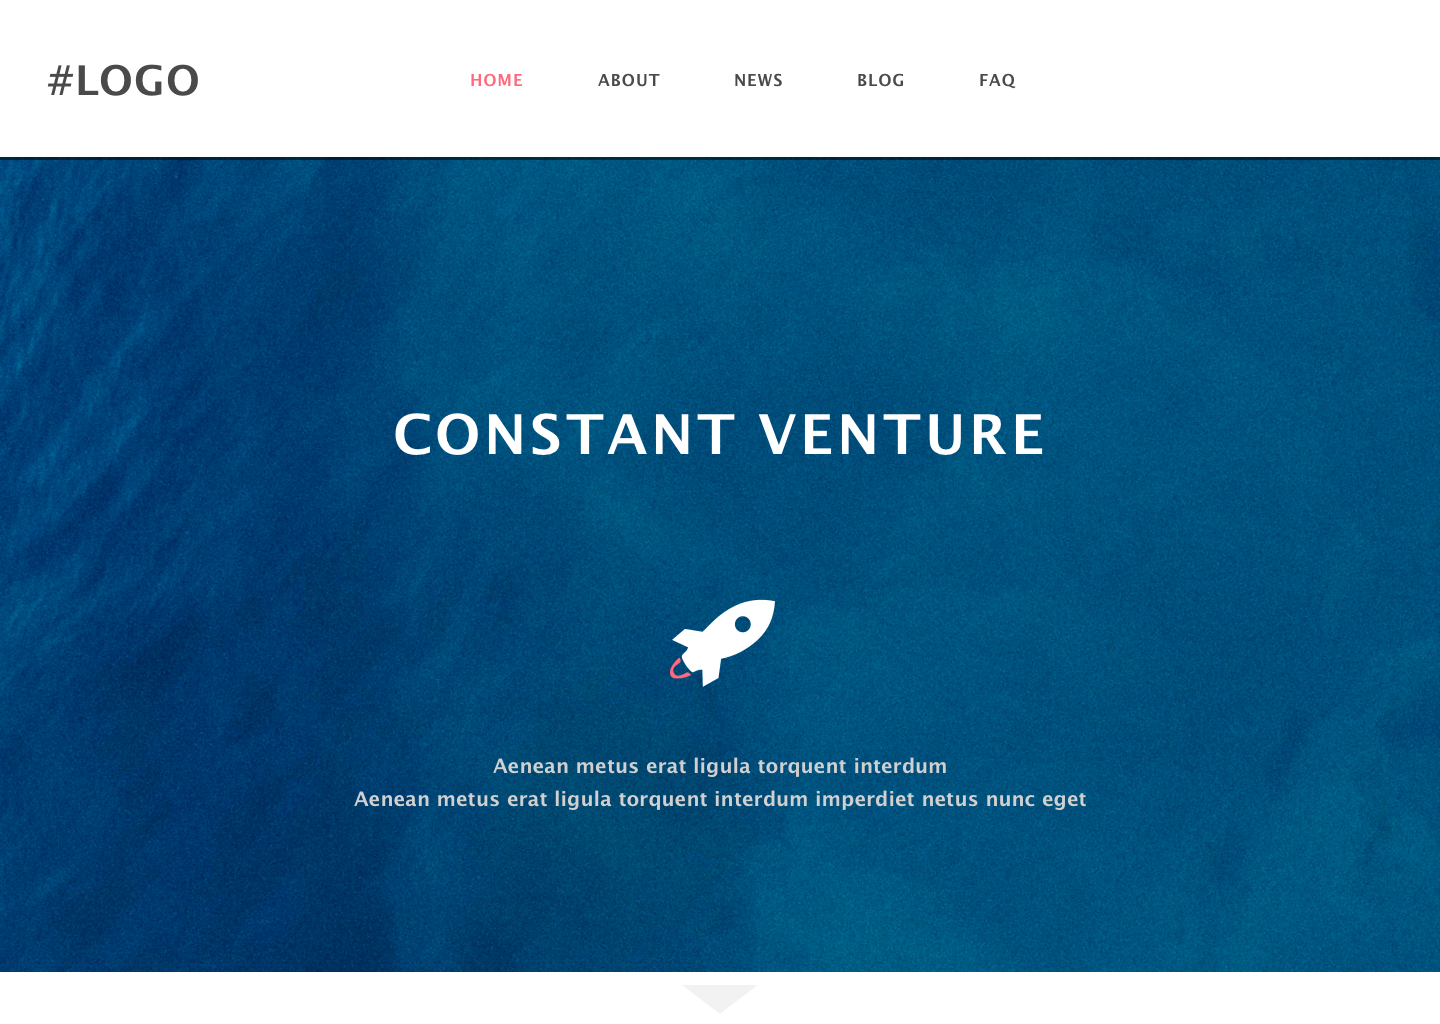 #LOGO
HOME ABOUT NEWS BLOG FAQ
CONSTANT VENTURE
Aenean metus erat ligula torquent interdum
Aenean metus erat ligula torquent interdum imperdiet netus nunc eget